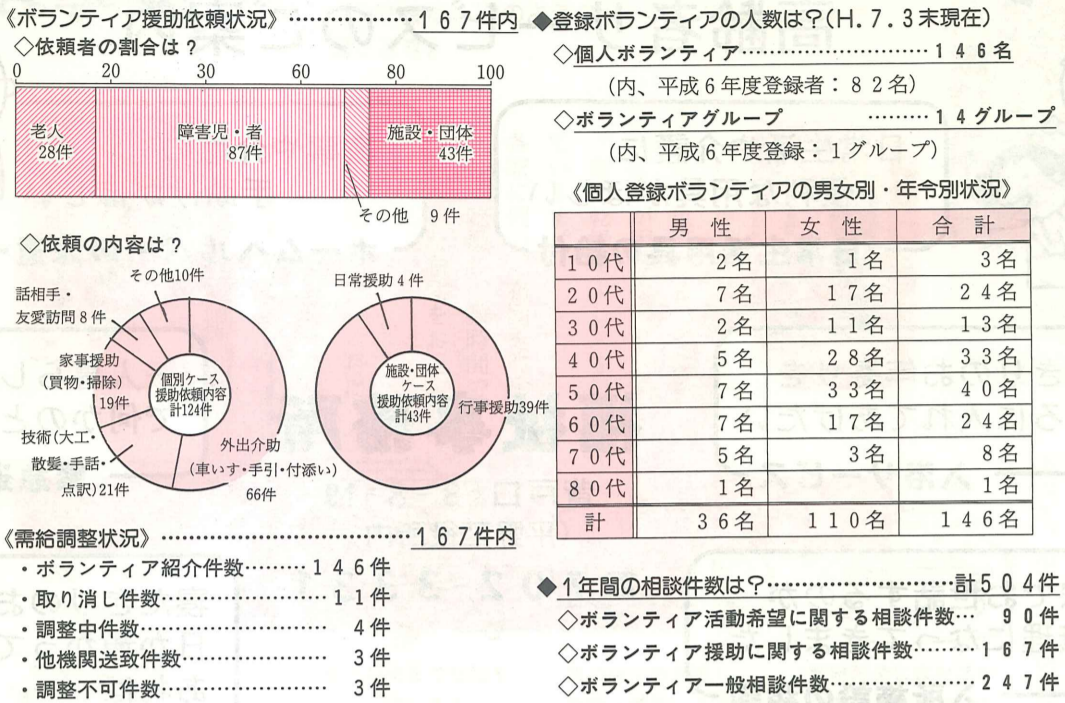 《ボランティア援助依頼状況》………………１６７件内
◇依頼者の割合は？
0 20 30 60 80 100
老人
28件
障害児・者
87件
施設・団体
43件
その他 9件
◇依頼の内容は？
その他10件
話相手・
友愛訪問8件
家事援助
(買物・掃除)
19件
技術(大工・
散髪・手話・
点訳)21件
個別ケース
援助依頼内容
計124件
外出介助
(車いす・手引・付添い)
66件
日常援助4件
施設・団体
ケース
援助依頼内容
計43件
行事援助39件
《需給調整状況》………………………………１６７件内
・ボランティア紹介件数………１４６件
・取り消し件数…………………１１件
・調整中件数……………………４件
・他機関送致件数………………３件
・調整不可件数…………………３件
◆登録ボランティアの人数は？(Ｈ．７．３末現在)
◇個人ボランティア…………………………１４６名
(内、平成６年度登録者：８２名)
◇ボランティアグループ ………１４グループ
(内、平成６年度登録：１グループ)
《個人登録ボランティアの男女別・年令別状況》
男性 女性 合計
１０代 ２名 １名 ３名
２０代 ７名 １７名 ２４名
３０代 ２名 １１名 １３名
４０代 ５名 ２８名 ３３名
５０代 ７名 ３３名 ４０名
６０代 ７名 １７名 ２４名
７０代 ５名 ３名 ８名
８０代 １名 １名
計 ３６名 １１０名 １４６名
◆１年間の相談件数は？………………………計５０４件
◇ボランティア活動希望に関する相談件数… ９０件
◇ボランティア援助に関する相談件数………１６７件
◇ボランティア一般相談件数…………………２４７件